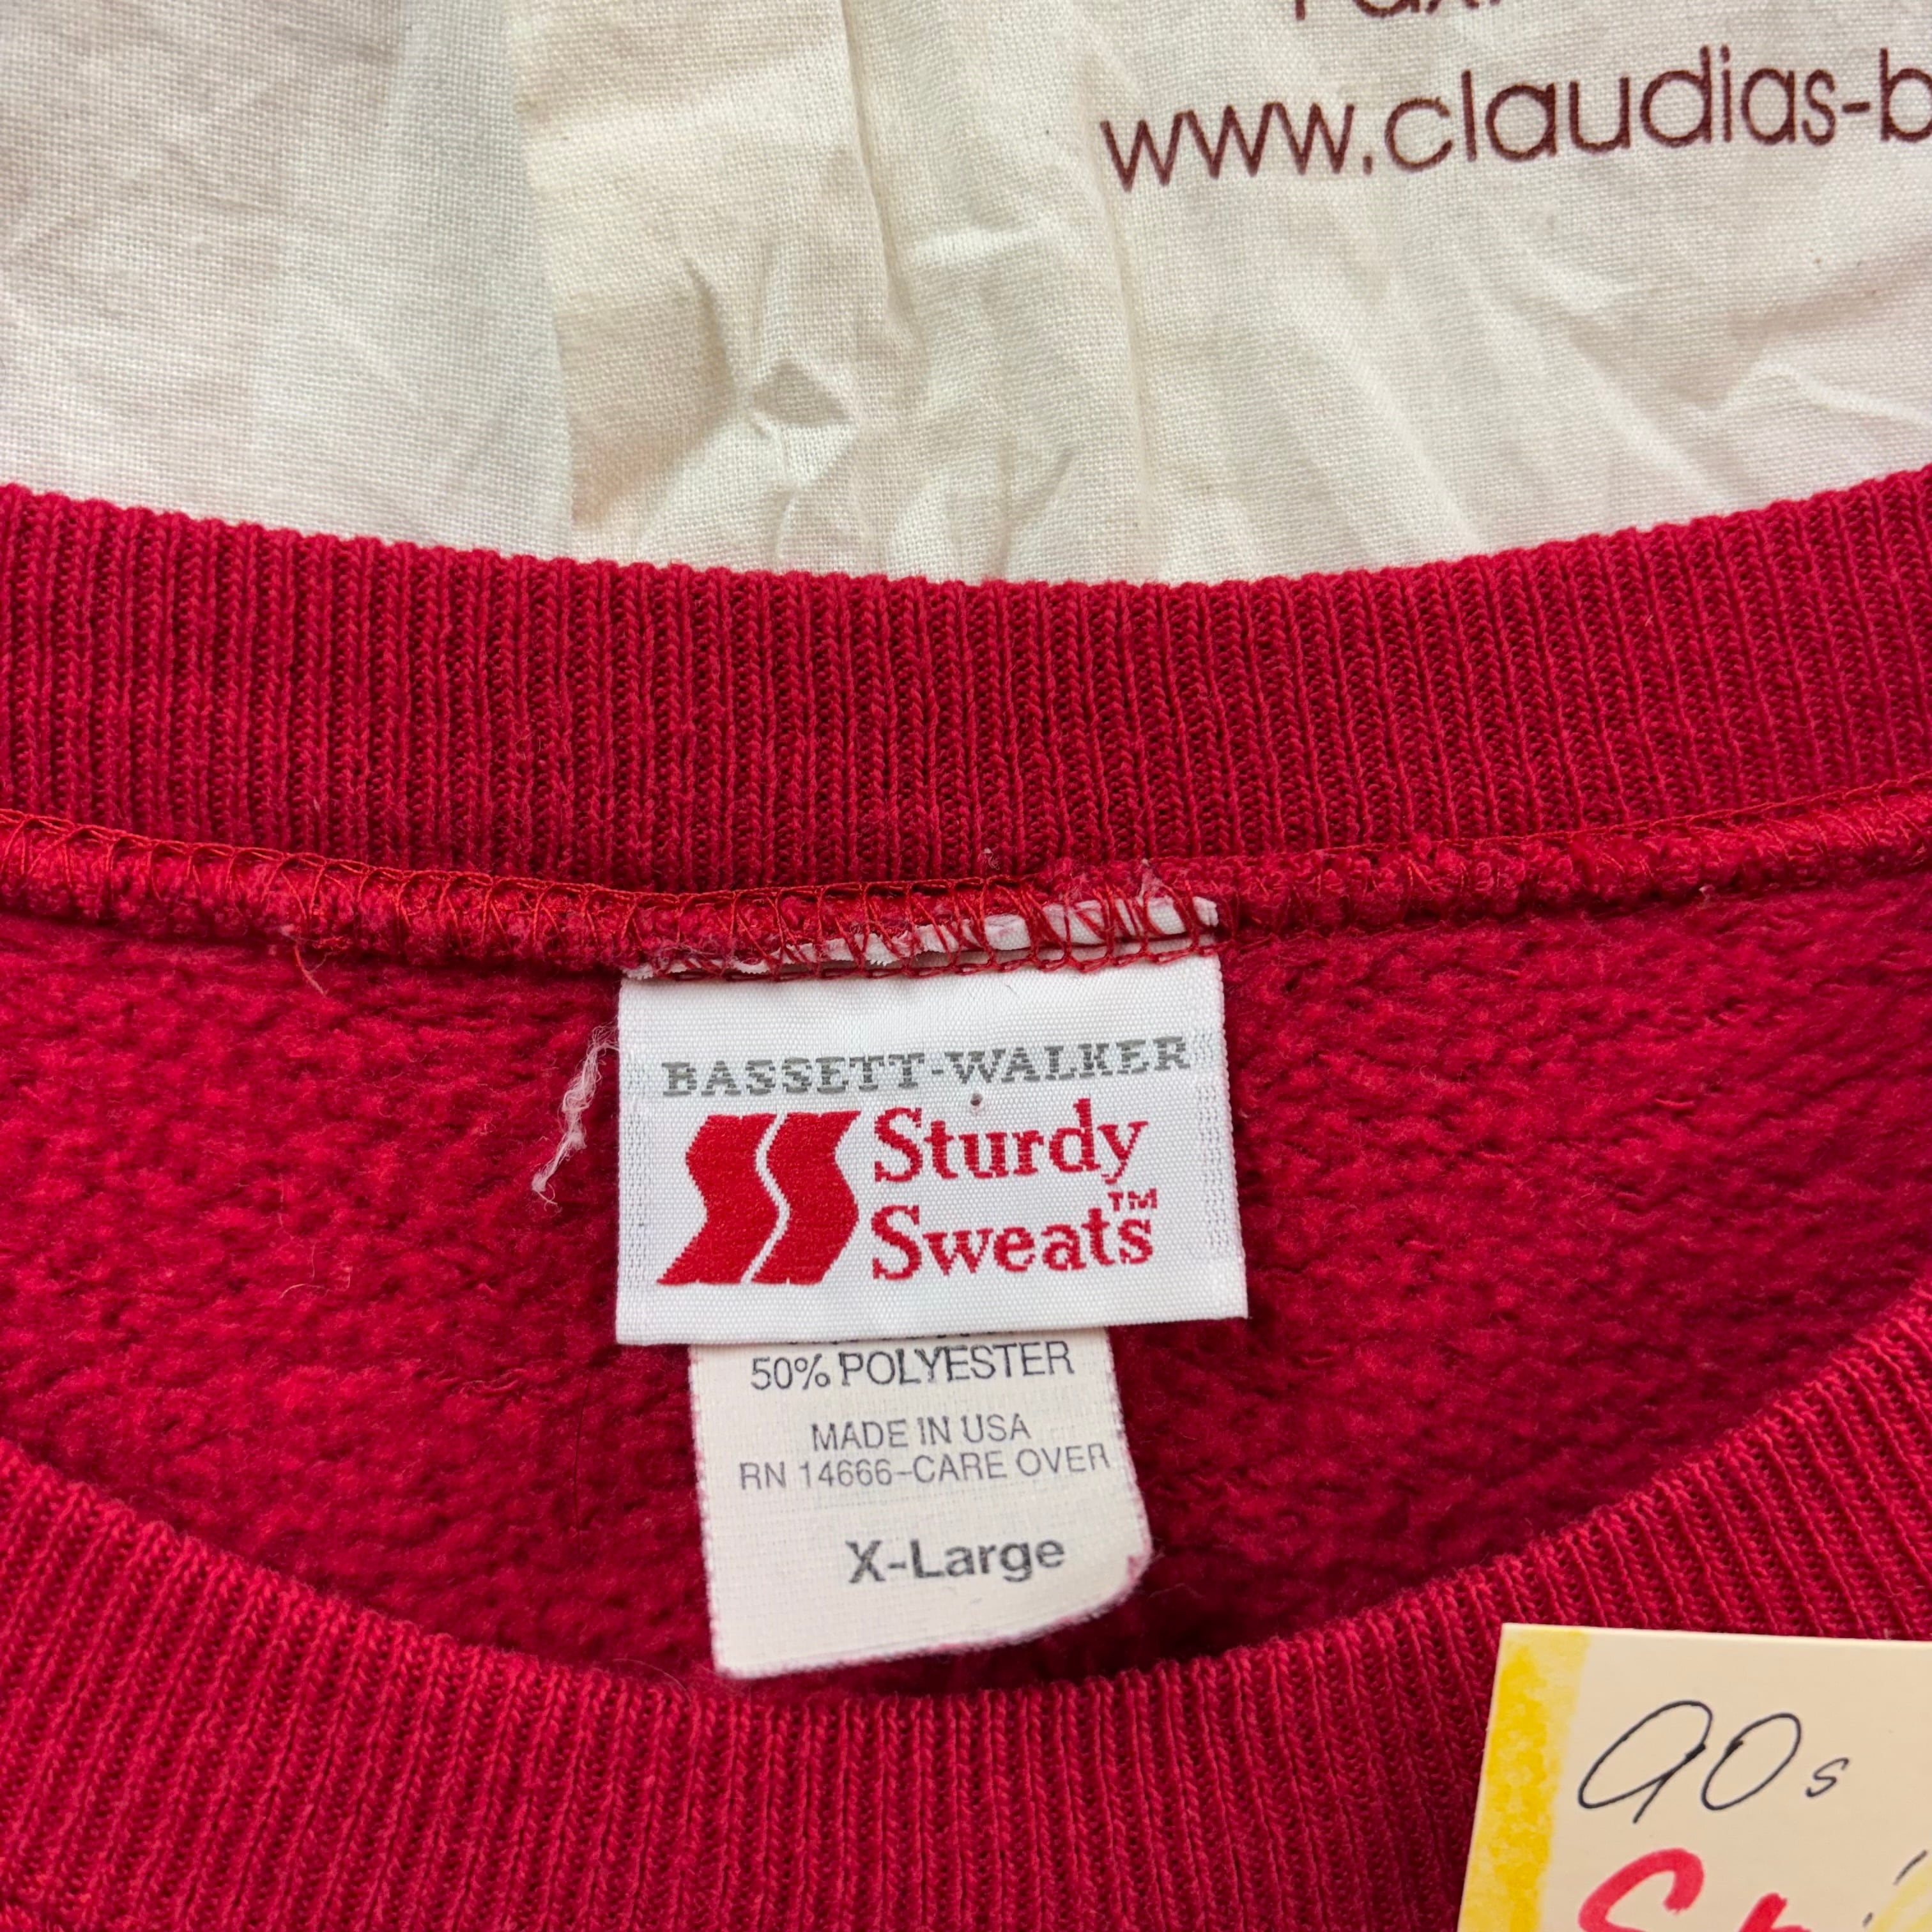 www.claudias-b
BASSETT-WALKER
Sturdy
Sweats™
50% POLYESTER
MADE IN USA
RN 14666-CARE OVER
X-Large
90s